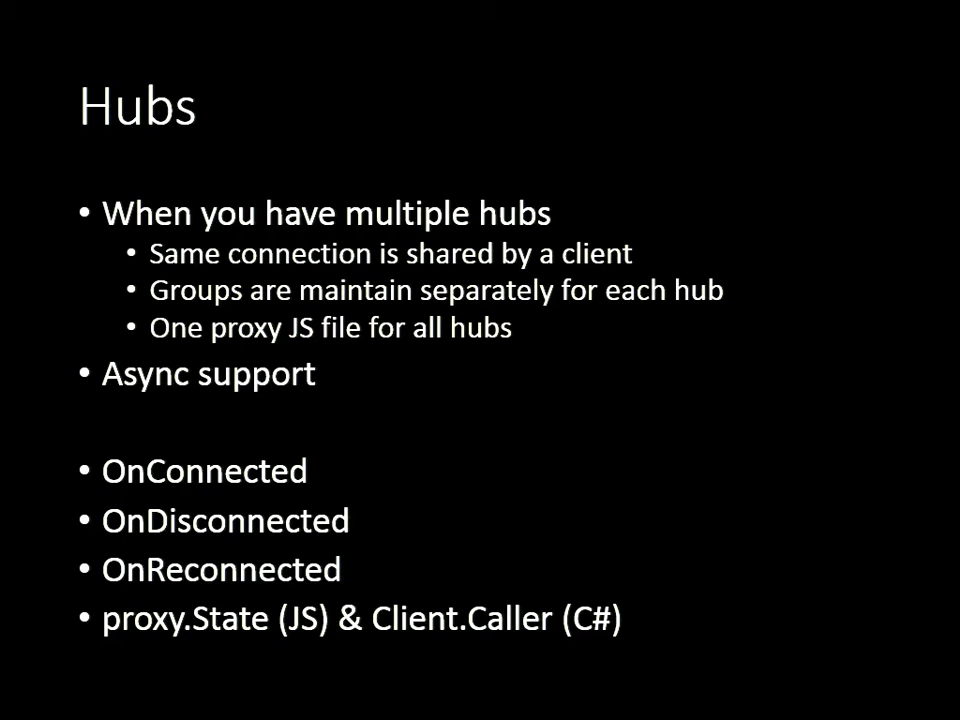 Hubs
• When you have multiple hubs
• Same connection is shared by a client
• Groups are maintain separately for each hub
• One proxy JS file for all hubs
• Async support
• OnConnected
• OnDisconnected
• OnReconnected
• proxy.State (JS) & Client.Caller (C#)